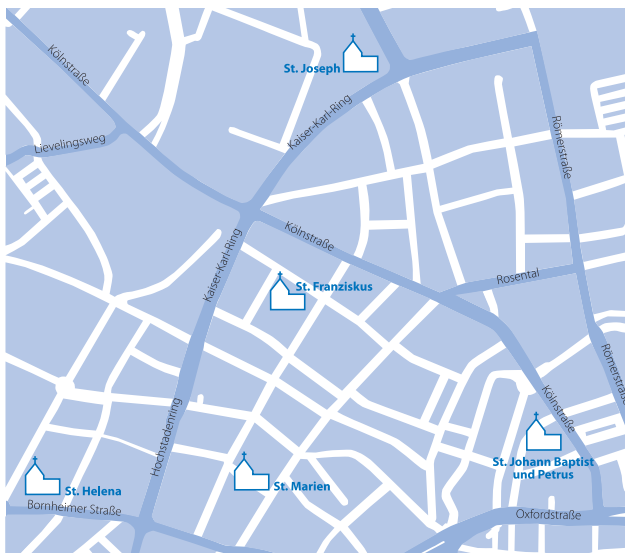 Kölnstraße
St. Joseph
Kaiser-Karl-Ring
Lievelingsweg
Römerstraße
Kölnstraße
Kaiser-Karl-Ring
Rosental
St. Franziskus
Römerstraße
Kölnstraße
Hochstadenring
St. Johann Baptist
und Petrus
St. Helena
St. Marien
Bornheimer Straße
Oxfordstraße